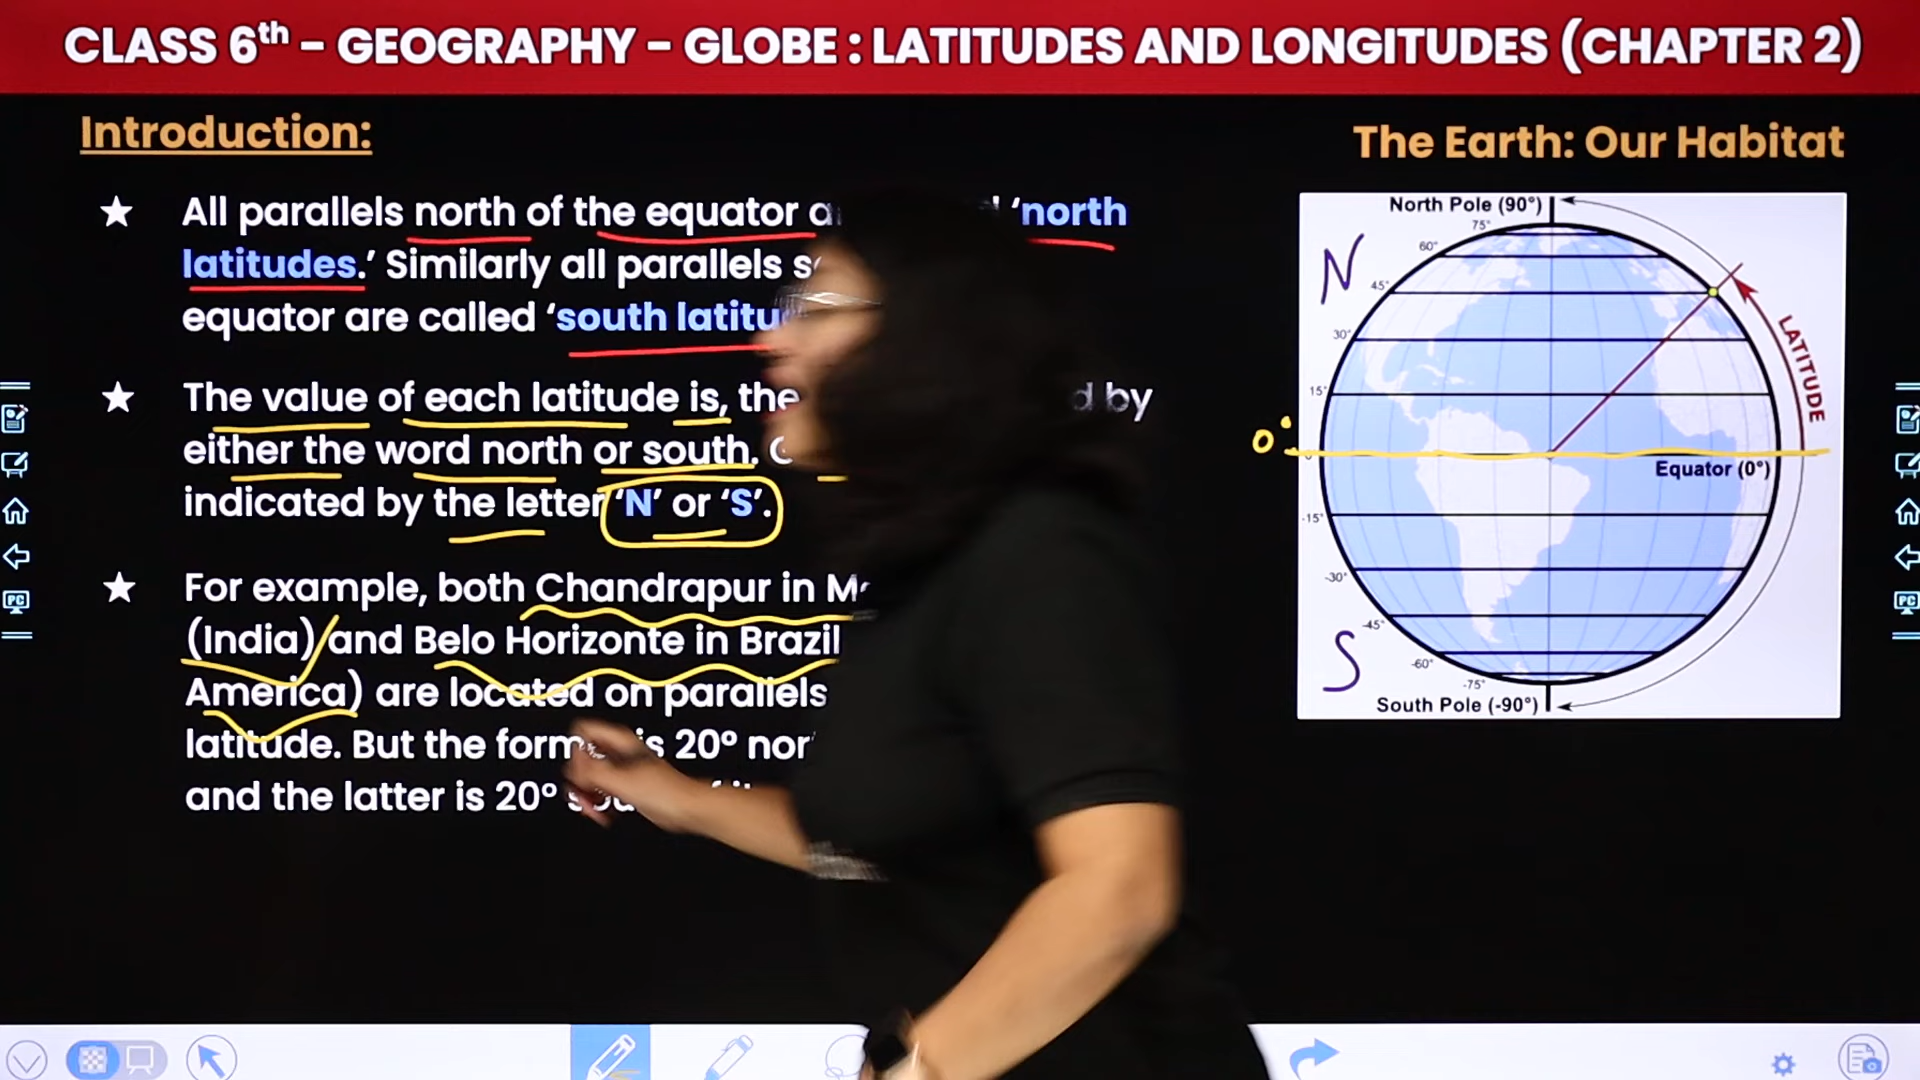 CLASS 6th – GEOGRAPHY – GLOBE : LATITUDES AND LONGITUDES (CHAPTER 2)
Introduction:
★ All parallels north of the equator ‘north
latitudes.’ Similarly all parallels
equator are called ‘south
★ The value of each latitude is, by
either the word north or south.
indicated by the letter ‘N’ or ‘S’.
★ For example, both Chandrapur in
(India) and Belo Horizonte in Brazil
America) are located on parallels
latitude. But the is 20°
and the latter is 20°
The Earth: Our Habitat
North Pole (90°)
75°
60°
N
45°
30°
LATITUDE
15°
0°
Equator (0°)
-15°
-30°
-45°
S
-60°
-75°
South Pole (-90°)
PC
PC